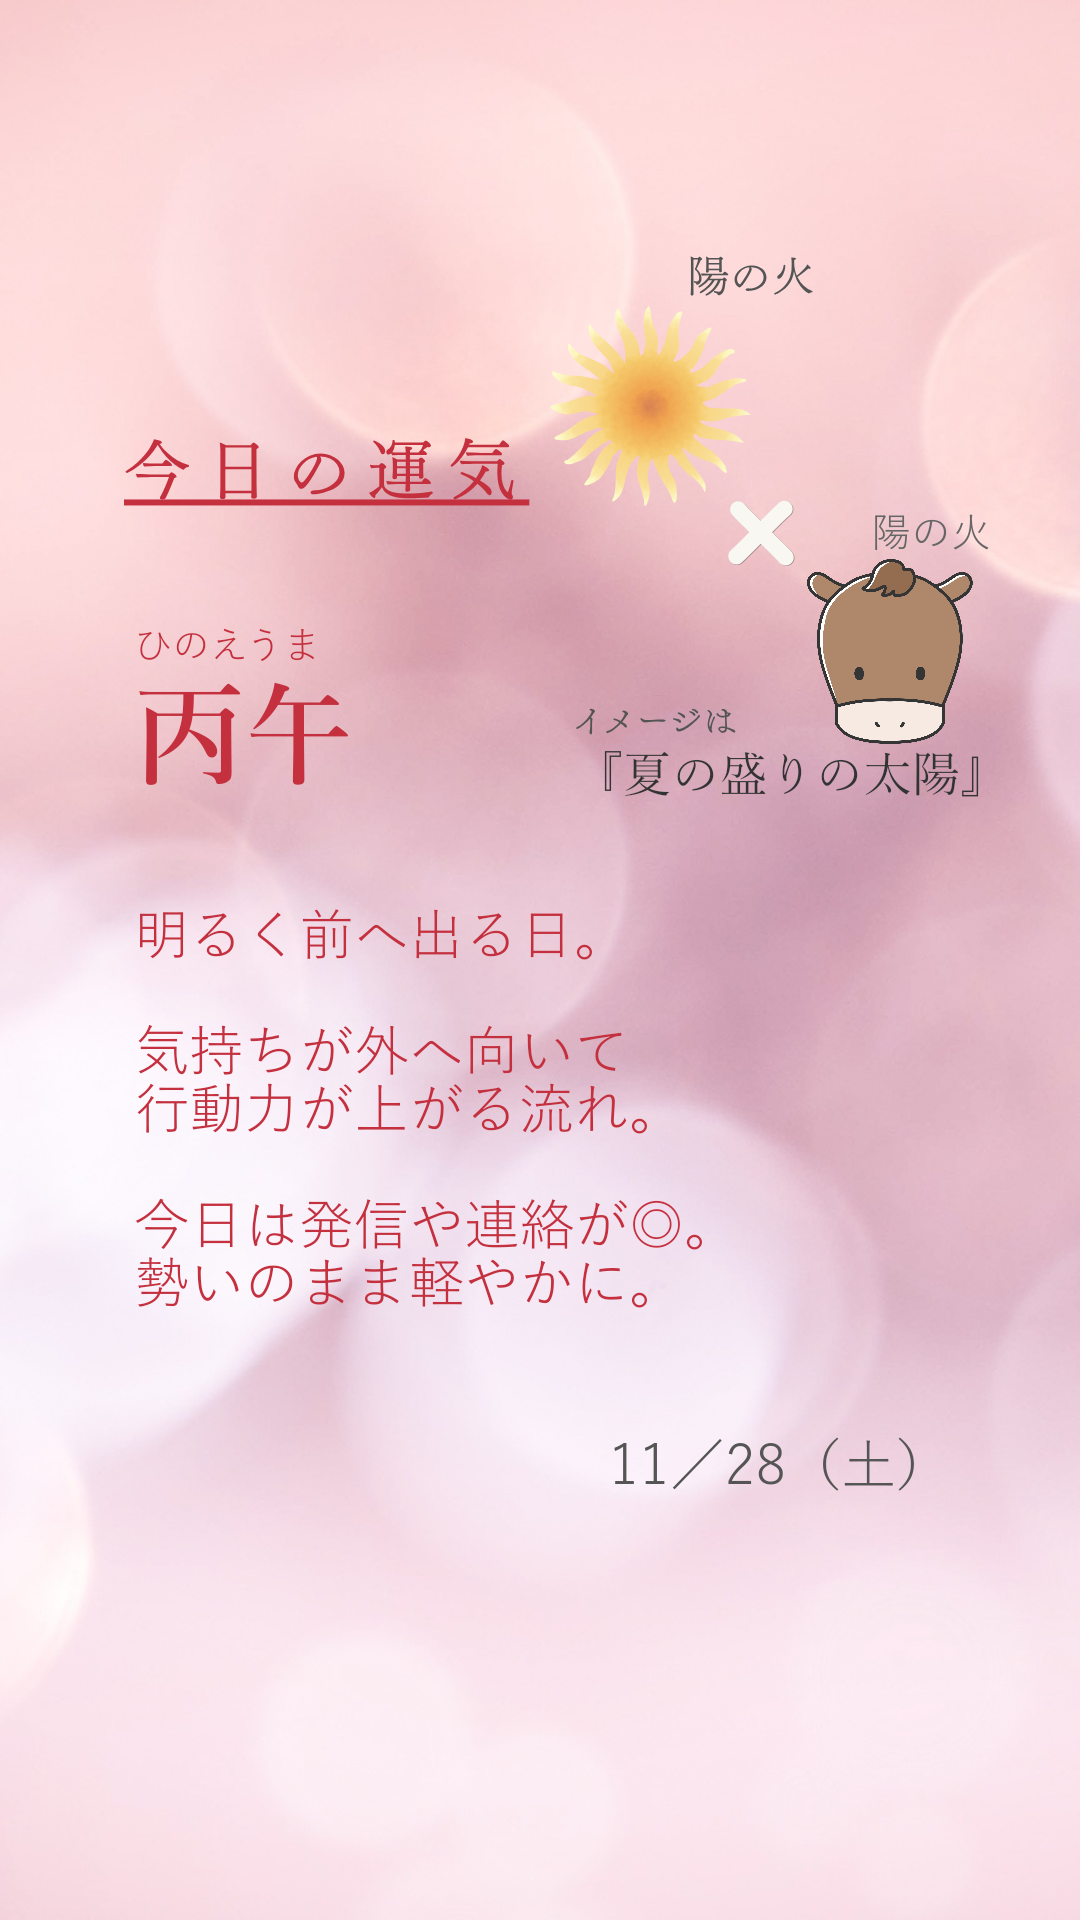 陽の火
今日の運気
陽の火
ひのえうま
丙午
イメージは
『夏の盛りの太陽』
明るく前へ出る日。
気持ちが外へ向いて
行動力が上がる流れ。
今日は発信や連絡が◎。
勢いのまま軽やかに。
11／28（土）